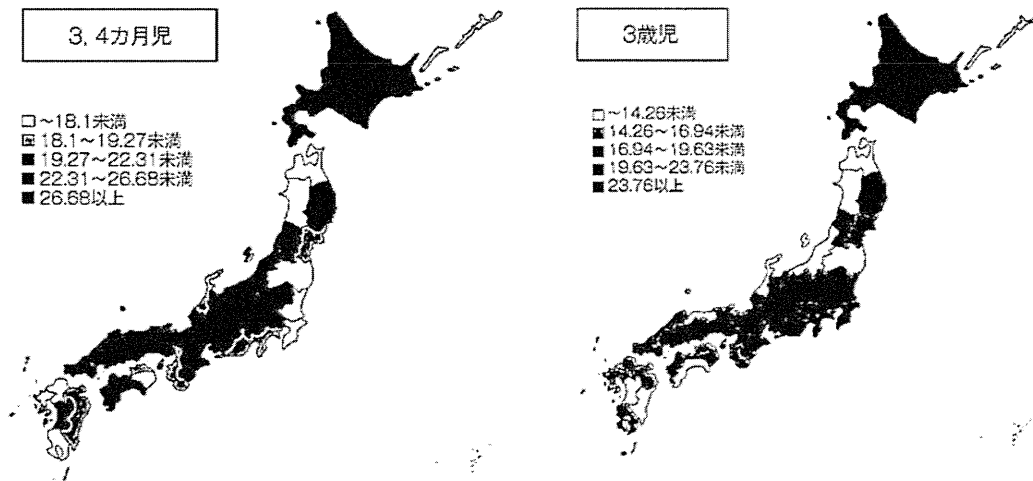 3, 4カ月児
~18.1未満
18.1~19.27未満
19.27~22.31未満
22.31~26.68未満
26.68以上
3歳児
~14.26未満
14.26~16.94未満
16.94~19.63未満
19.63~23.76未満
23.76以上